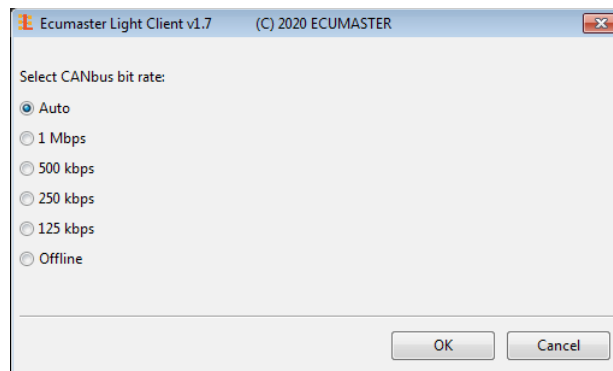 Ecumaster Light Client v1.7 (C) 2020 ECUMASTER
Select CANbus bit rate:
Auto
1 Mbps
500 kbps
250 kbps
125 kbps
Offline
OK Cancel